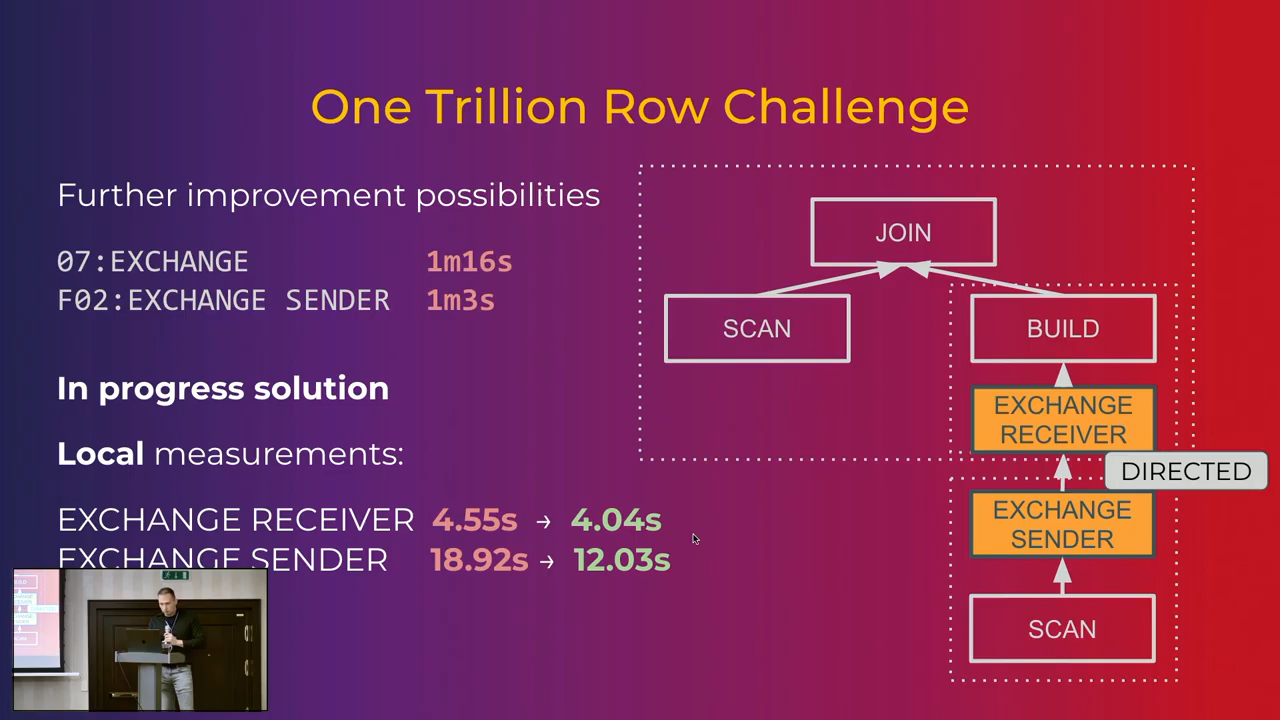 One Trillion Row Challenge
Further improvement possibilities
07:EXCHANGE 1m16s
F02:EXCHANGE SENDER 1m3s
In progress solution
Local measurements:
EXCHANGE RECEIVER 4.55s → 4.04s
EXCHANGE SENDER 18.92s → 12.03s
JOIN
SCAN
BUILD
EXCHANGE
RECEIVER
DIRECTED
EXCHANGE
SENDER
SCAN